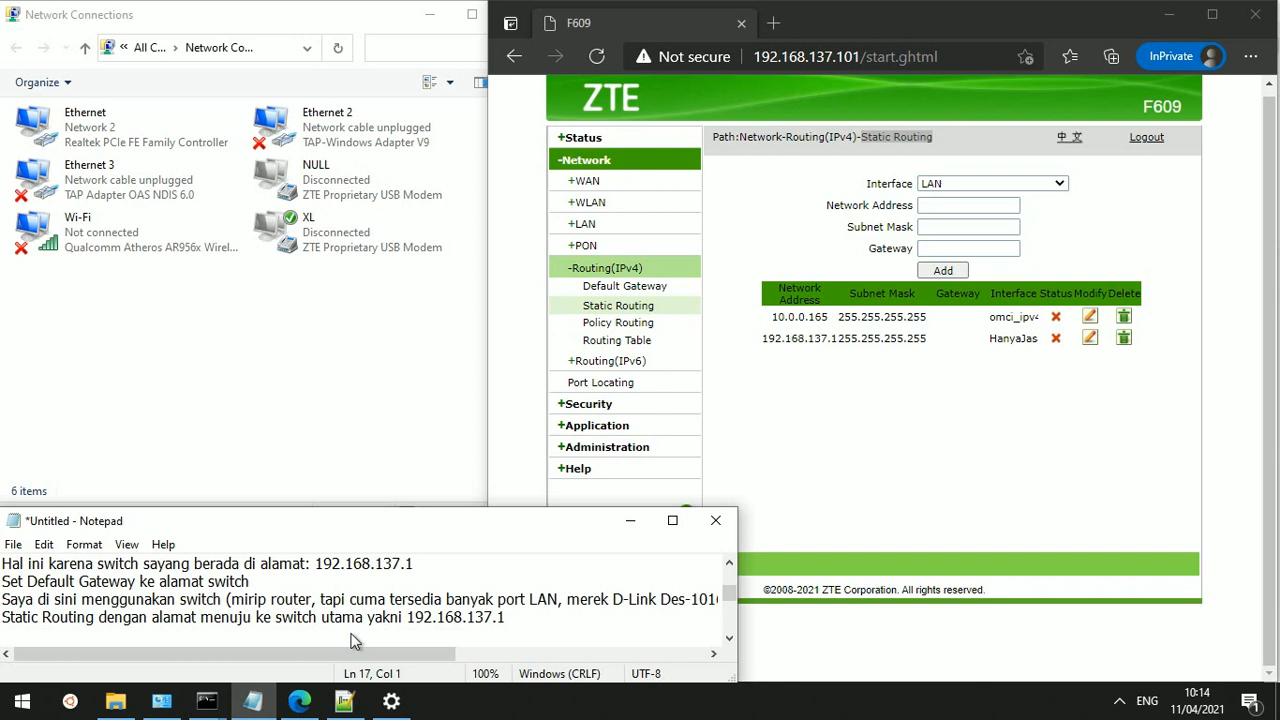 Network Connections
« All C... > Network Co...
Organize
Ethernet
Network 2
Realtek PCIe FE Family Controller
Ethernet 2
Network cable unplugged
TAP-Windows Adapter V9
Ethernet 3
Network cable unplugged
TAP Adapter OAS NDIS 6.0
NULL
Disconnected
ZTE Proprietary USB Modem
Wi-Fi
Not connected
Qualcomm Atheros AR956x Wirel...
XL
Disconnected
ZTE Proprietary USB Modem
6 items
F609
Not secure
192.168.137.101/start.ghtml
InPrivate
ZTE
F609
+Status
-Network
+WAN
+WLAN
+LAN
+PON
-Routing(IPv4)
Default Gateway
Static Routing
Policy Routing
Routing Table
+Routing(IPv6)
Port Locating
+Security
+Application
+Administration
+Help
Path:Network-Routing(IPv4)-Static Routing
中 文
Logout
Interface LAN
Network Address
Subnet Mask
Gateway
Add
Network Address Subnet Mask Gateway Interface Status Modify Delete
10.0.0.165 255.255.255.255 omci_ipv4
192.168.137.1 255.255.255.255 HanyaJas
©2008-2021 ZTE Corporation. All rights reserved.
*Untitled - Notepad
File Edit Format View Help
Hal ini karena switch sayang berada di alamat: 192.168.137.1
Set Default Gateway ke alamat switch
Saya di sini menggunakan switch (mirip router, tapi cuma tersedia banyak port LAN, merek D-Link Des-101
Static Routing dengan alamat menuju ke switch utama yakni 192.168.137.1
Ln 17, Col 1
100%
Windows (CRLF)
UTF-8
ENG
10:14
11/04/2021
1